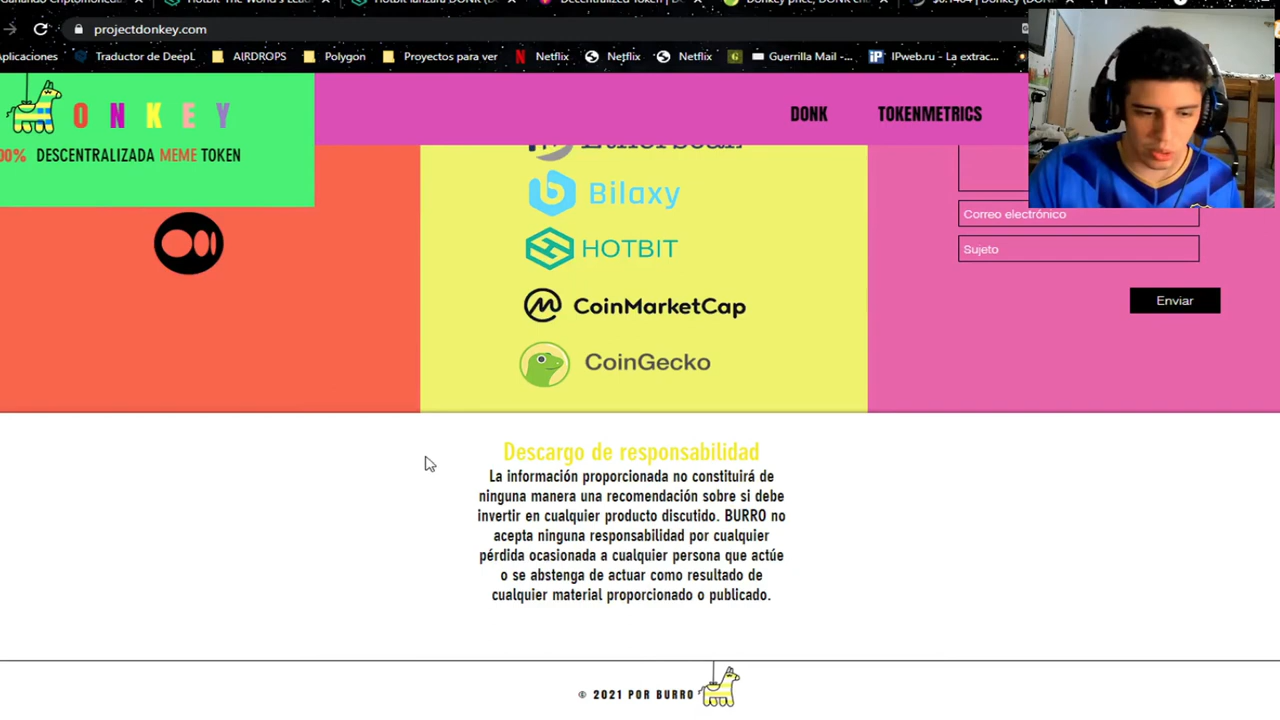 projectdonkey.com
Aplicaciones Traductor de DeepL A(RDROPS Polygon Proyectos para ver Netflix Netflix Netflix Guerrilla Mail -... IPweb.ru - La extrac...
O N K E Y
DESCENTRALIZADA MEME TOKEN
DONK TOKENMETRICS
Etherscan
Bilaxy
HOTBIT
CoinMarketCap
CoinGecko
Correo electrónico
Sujeto
Enviar
Descargo de responsabilidad
La información proporcionada no constituirá de
ninguna manera una recomendación sobre si debe
invertir en cualquier producto discutido. BURRO no
acepta ninguna responsabilidad por cualquier
pérdida ocasionada a cualquier persona que actúe
o se abstenga de actuar como resultado de
cualquier material proporcionado o publicado.
© 2021 POR BURRO